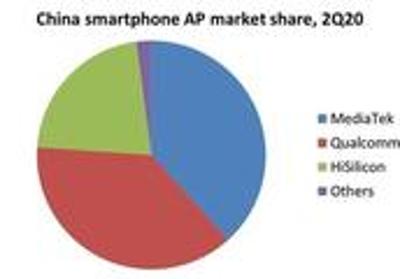 China smartphone AP market share, 2Q20
MediaTek
Qualcomm
HiSilicon
Others